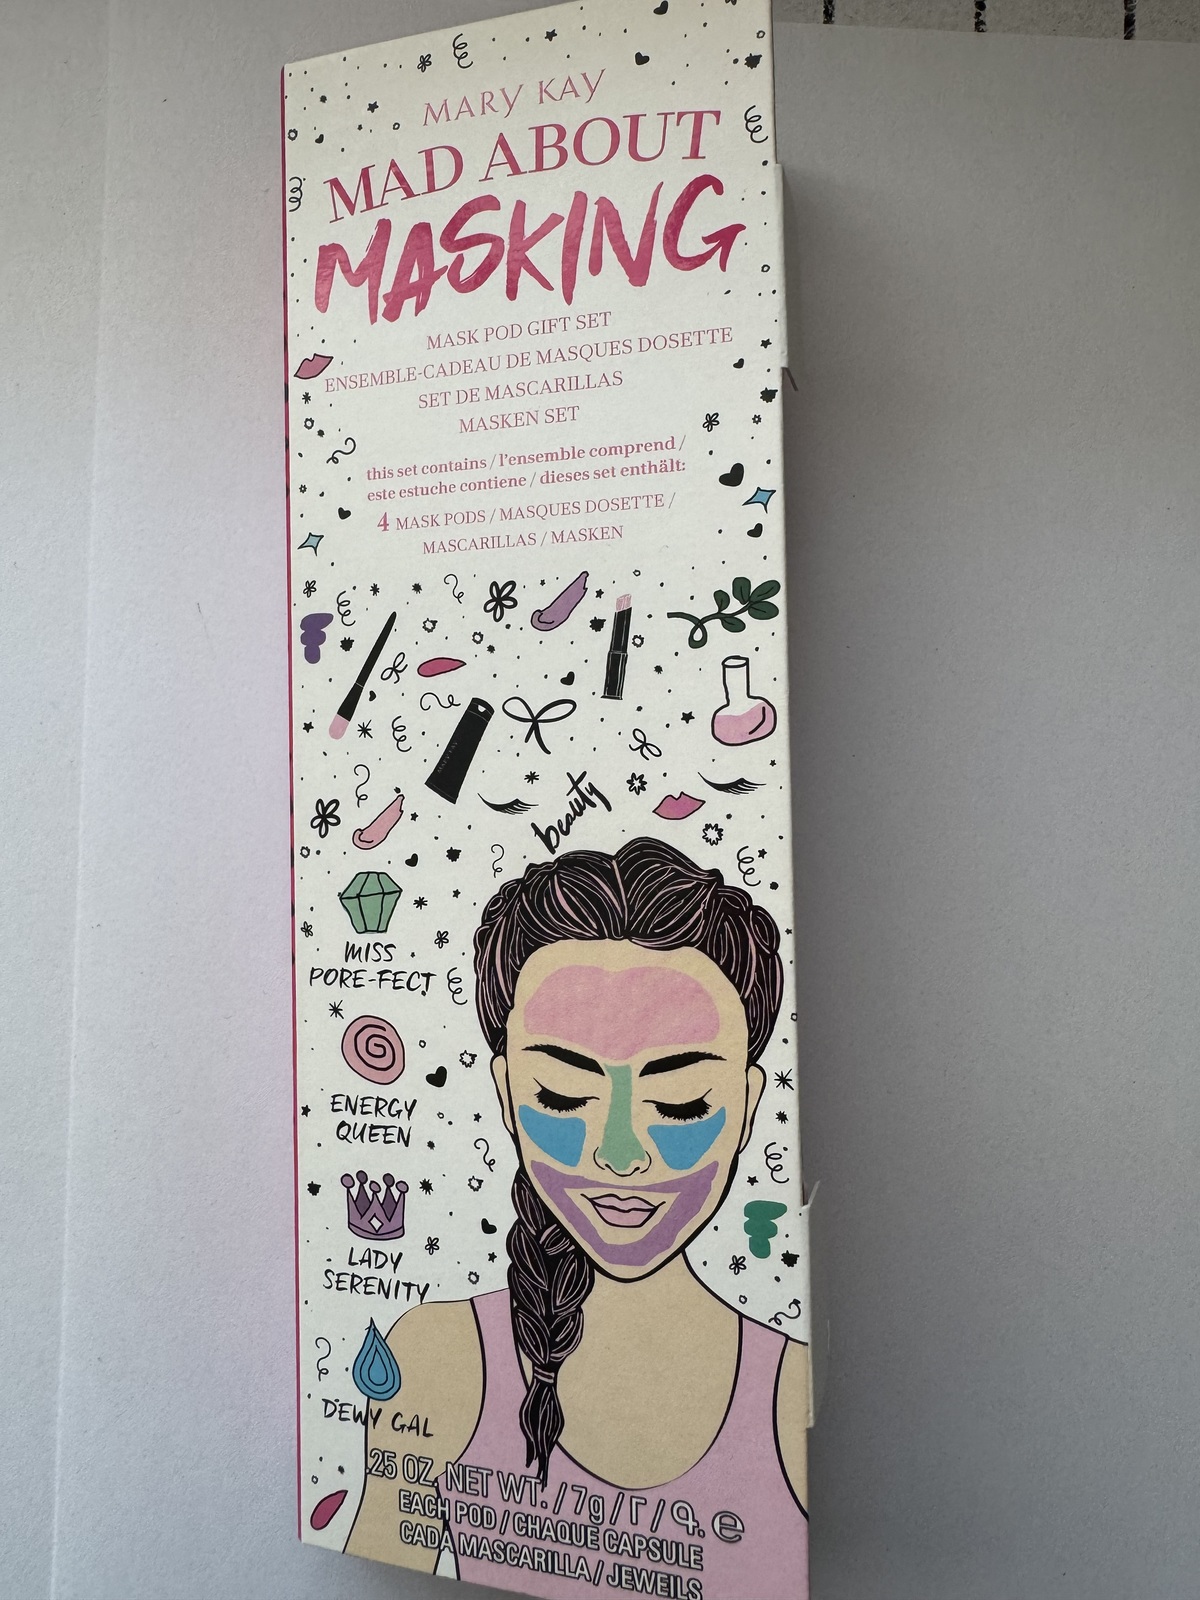 MARY KAY
MAD ABOUT
MASKING
MASK POD GIFT SET
ENSEMBLE-CADEAU DE MASQUES DOSETTE
SET DE MASCARILLAS
MASKEN SET
this set contains / l'ensemble comprend /
este estuche contiene / dieses set enthält:
4 MASK PODS / MASQUES DOSETTE /
MASCARILLAS / MASKEN
MARY KAY
beauty
MISS
PORE-FECT
ENERGY
QUEEN
LADY
SERENITY
DEWY GAL
.25 OZ. NET WT. / 7g / Г / Գ. ℮
EACH POD / CHAQUE CAPSULE
CADA MASCARILLA / JEWEILS